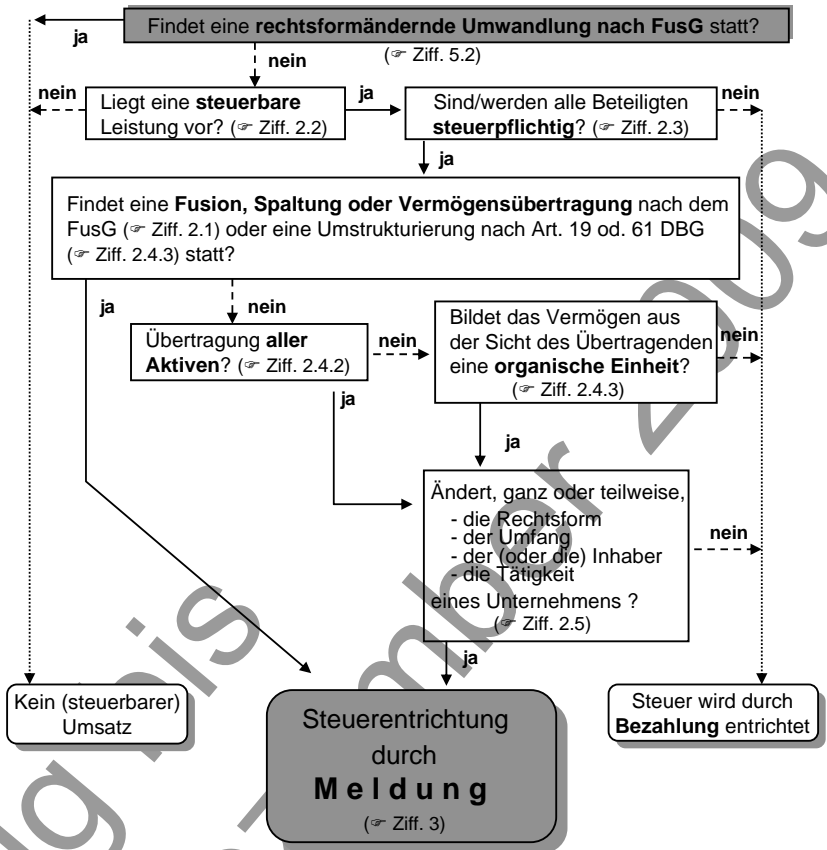 Findet eine rechtsformändernde Umwandlung nach FusG statt?
ja
(☞ Ziff. 5.2)
nein
nein
Liegt eine steuerbare
Leistung vor? (☞ Ziff. 2.2)
ja
Sind/werden alle Beteiligten
steuerpflichtig? (☞ Ziff. 2.3)
nein
ja
Findet eine Fusion, Spaltung oder Vermögensübertragung nach dem
FusG (☞ Ziff. 2.1) oder eine Umstrukturierung nach Art. 19 od. 61 DBG
(☞ Ziff. 2.4.3) statt?
ja
nein
Übertragung aller
Aktiven? (☞ Ziff. 2.4.2)
nein
Bildet das Vermögen aus
der Sicht des Übertragenden
eine organische Einheit?
(☞ Ziff. 2.4.3)
nein
ja
ja
Ändert, ganz oder teilweise,
- die Rechtsform
- der Umfang
- der (oder die) Inhaber
- die Tätigkeit
eines Unternehmens ?
(☞ Ziff. 2.5)
nein
ja
Kein (steuerbarer)
Umsatz
Steuerentrichtung
durch
Meldung
(☞ Ziff. 3)
Steuer wird durch
Bezahlung entrichtet